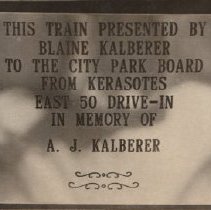 THIS TRAIN PRESENTED BY
BLAINE KALBERER
TO THE CITY PARK BOARD
FROM KERASOTES
EAST 50 DRIVE-IN
IN MEMORY OF
A. J. KALBERER